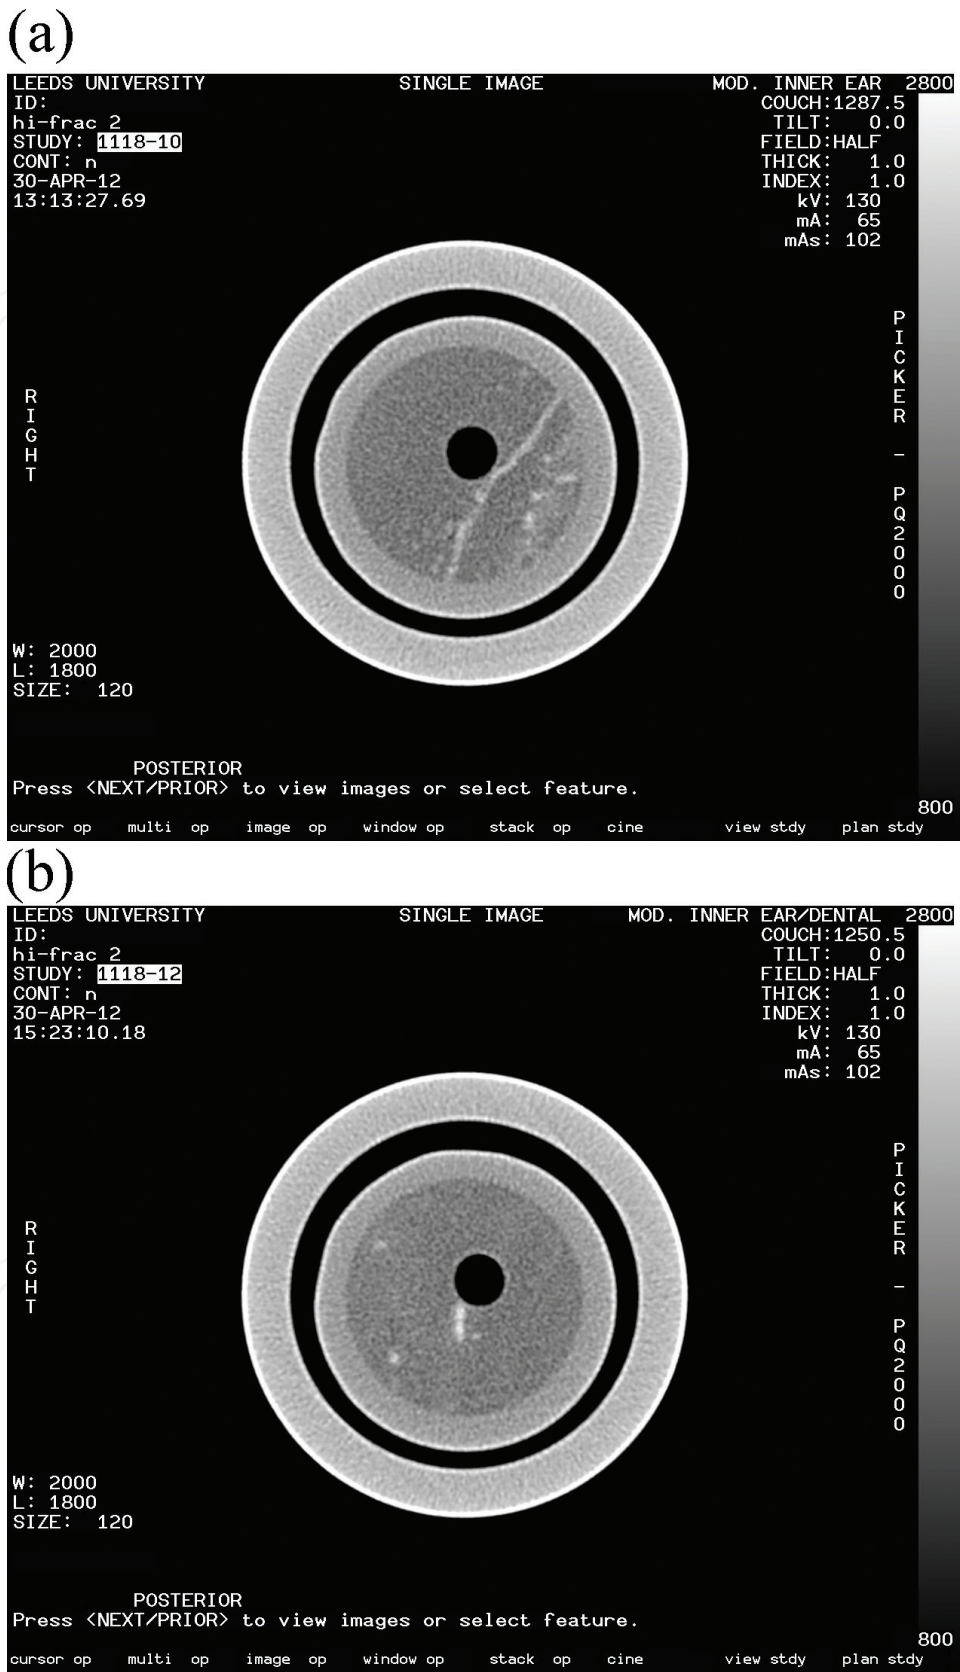 (a)
LEEDS UNIVERSITY SINGLE IMAGE MOD. INNER EAR 2800
ID: COUCH:1287.5
hi-frac 2 TILT: 0.0
STUDY: 1118-10 FIELD:HALF
CONT: n THICK: 1.0
30-APR-12 INDEX: 1.0
13:13:27.69 kV: 130
mA: 65
mAs: 102
RIGHT
PICKER - PQ2000
W: 2000
L: 1800
SIZE: 120
POSTERIOR
Press <NEXT/PRIOR> to view images or select feature.
800
cursor op multi op image op window op stack op cine view stdy plan stdy
(b)
LEEDS UNIVERSITY SINGLE IMAGE MOD. INNER EAR/DENTAL 2800
ID: COUCH:1250.5
hi-frac 2 TILT: 0.0
STUDY: 1118-12 FIELD:HALF
CONT: n THICK: 1.0
30-APR-12 INDEX: 1.0
15:23:10.18 kV: 130
mA: 65
mAs: 102
RIGHT
PICKER - PQ2000
W: 2000
L: 1800
SIZE: 120
POSTERIOR
Press <NEXT/PRIOR> to view images or select feature.
800
cursor op multi op image op window op stack op cine view stdy plan stdy